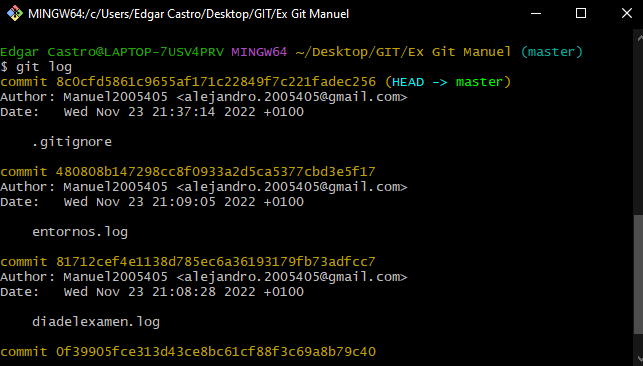 MINGW64:/c/Users/Edgar Castro/Desktop/GIT/Ex Git Manuel
Edgar Castro@LAPTOP-7USV4PRV MINGW64 ~/Desktop/GIT/Ex Git Manuel (master)
$ git log
commit 8c0cfd5861c9655af171c22849f7c221fadec256 (HEAD -> master)
Author: Manuel2005405 <alejandro.2005405@gmail.com>
Date:   Wed Nov 23 21:37:14 2022 +0100
    .gitignore
commit 480808b147298cc8f0933a2d5ca5377cbd3e5f17
Author: Manuel2005405 <alejandro.2005405@gmail.com>
Date:   Wed Nov 23 21:09:05 2022 +0100
    entornos.log
commit 81712cef4e1138d785ec6a36193179fb73adfcc7
Author: Manuel2005405 <alejandro.2005405@gmail.com>
Date:   Wed Nov 23 21:08:28 2022 +0100
    diadelexamen.log
commit 0f39905fce313d43ce8bc61cf88f3c69a8b79c40